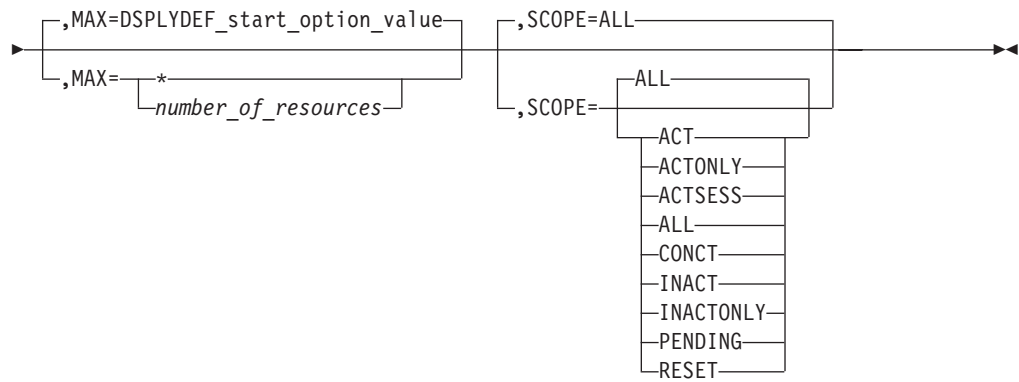 ,MAX=DSPLYDEF_start_option_value
,SCOPE=ALL
,MAX=
*
number_of_resources
,SCOPE=
ALL
ACT
ACTONLY
ACTSESS
ALL
CONCT
INACT
INACTONLY
PENDING
RESET